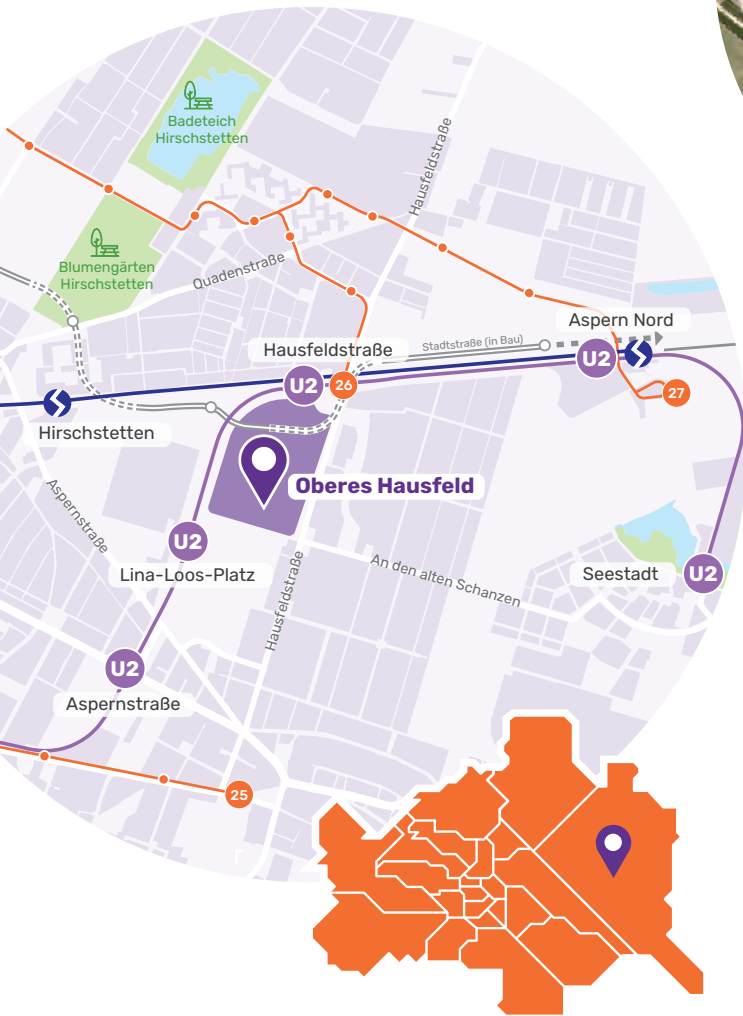 Badeteich
Hirschstetten
Hausfeldstraße
Blumengärten
Hirschstetten
Quadenstraße
Aspern Nord
Stadtstraße (in Bau)
Hausfeldstraße
U2
U2
26
27
Hirschstetten
Oberes Hausfeld
Aspernstraße
U2
Lina-Loos-Platz
An den alten Schanzen
Seestadt
U2
Hausfeldstraße
U2
Aspernstraße
25